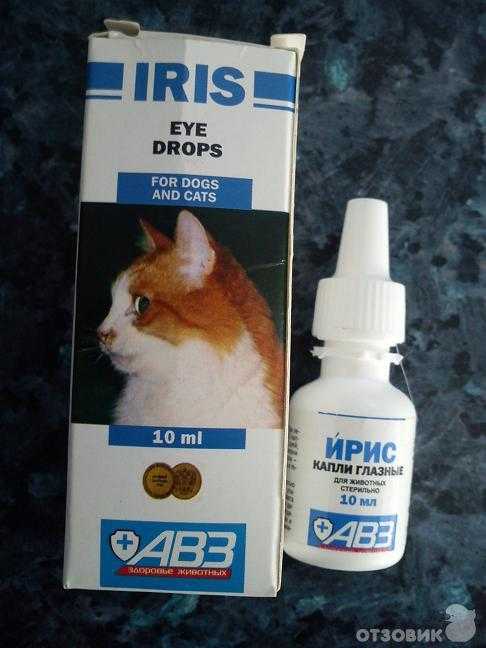 IRIS
EYE
DROPS
FOR DOGS
AND CATS
10 ml
АВЗ
здоровье животных
ИРИС
КАПЛИ ГЛАЗНЫЕ
ДЛЯ ЖИВОТНЫХ
СТЕРИЛЬНО
10 МЛ
АВЗ
ОТЗОВИК